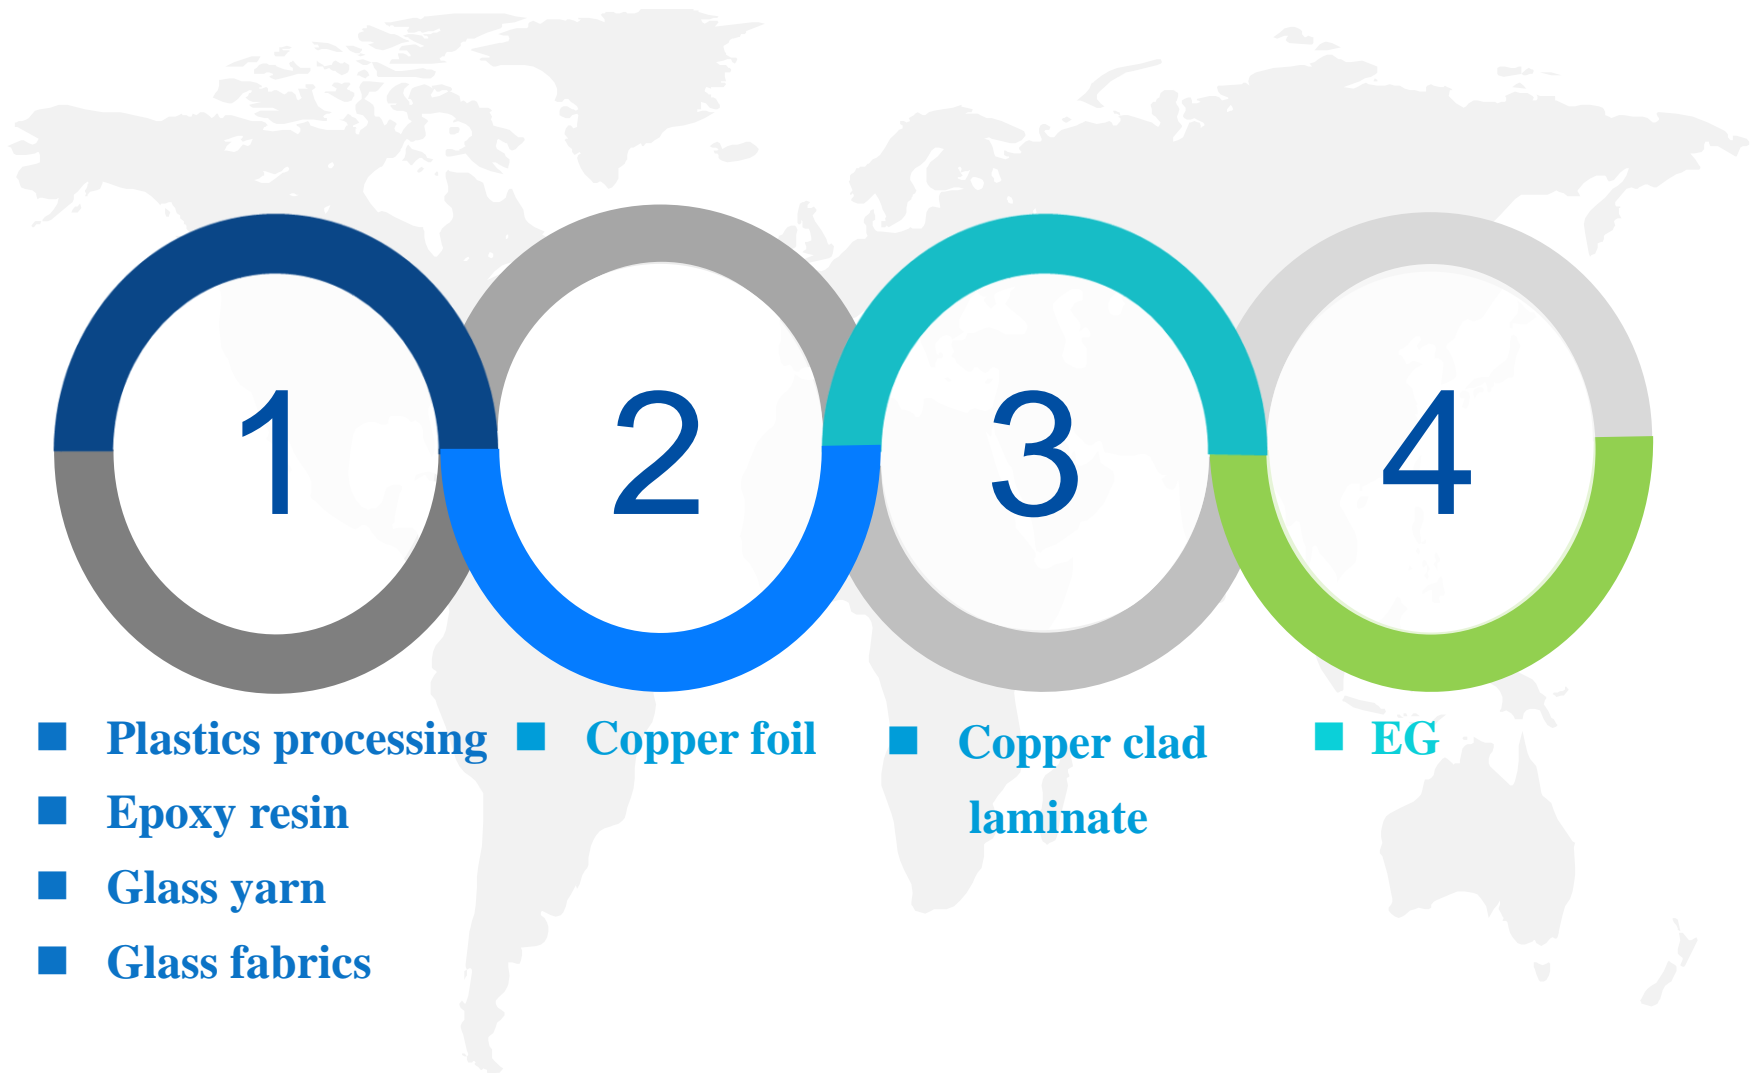 1 2 3 4
■ Plastics processing
■ Epoxy resin
■ Glass yarn
■ Glass fabrics
■ Copper foil
■ Copper clad
laminate
■ EG